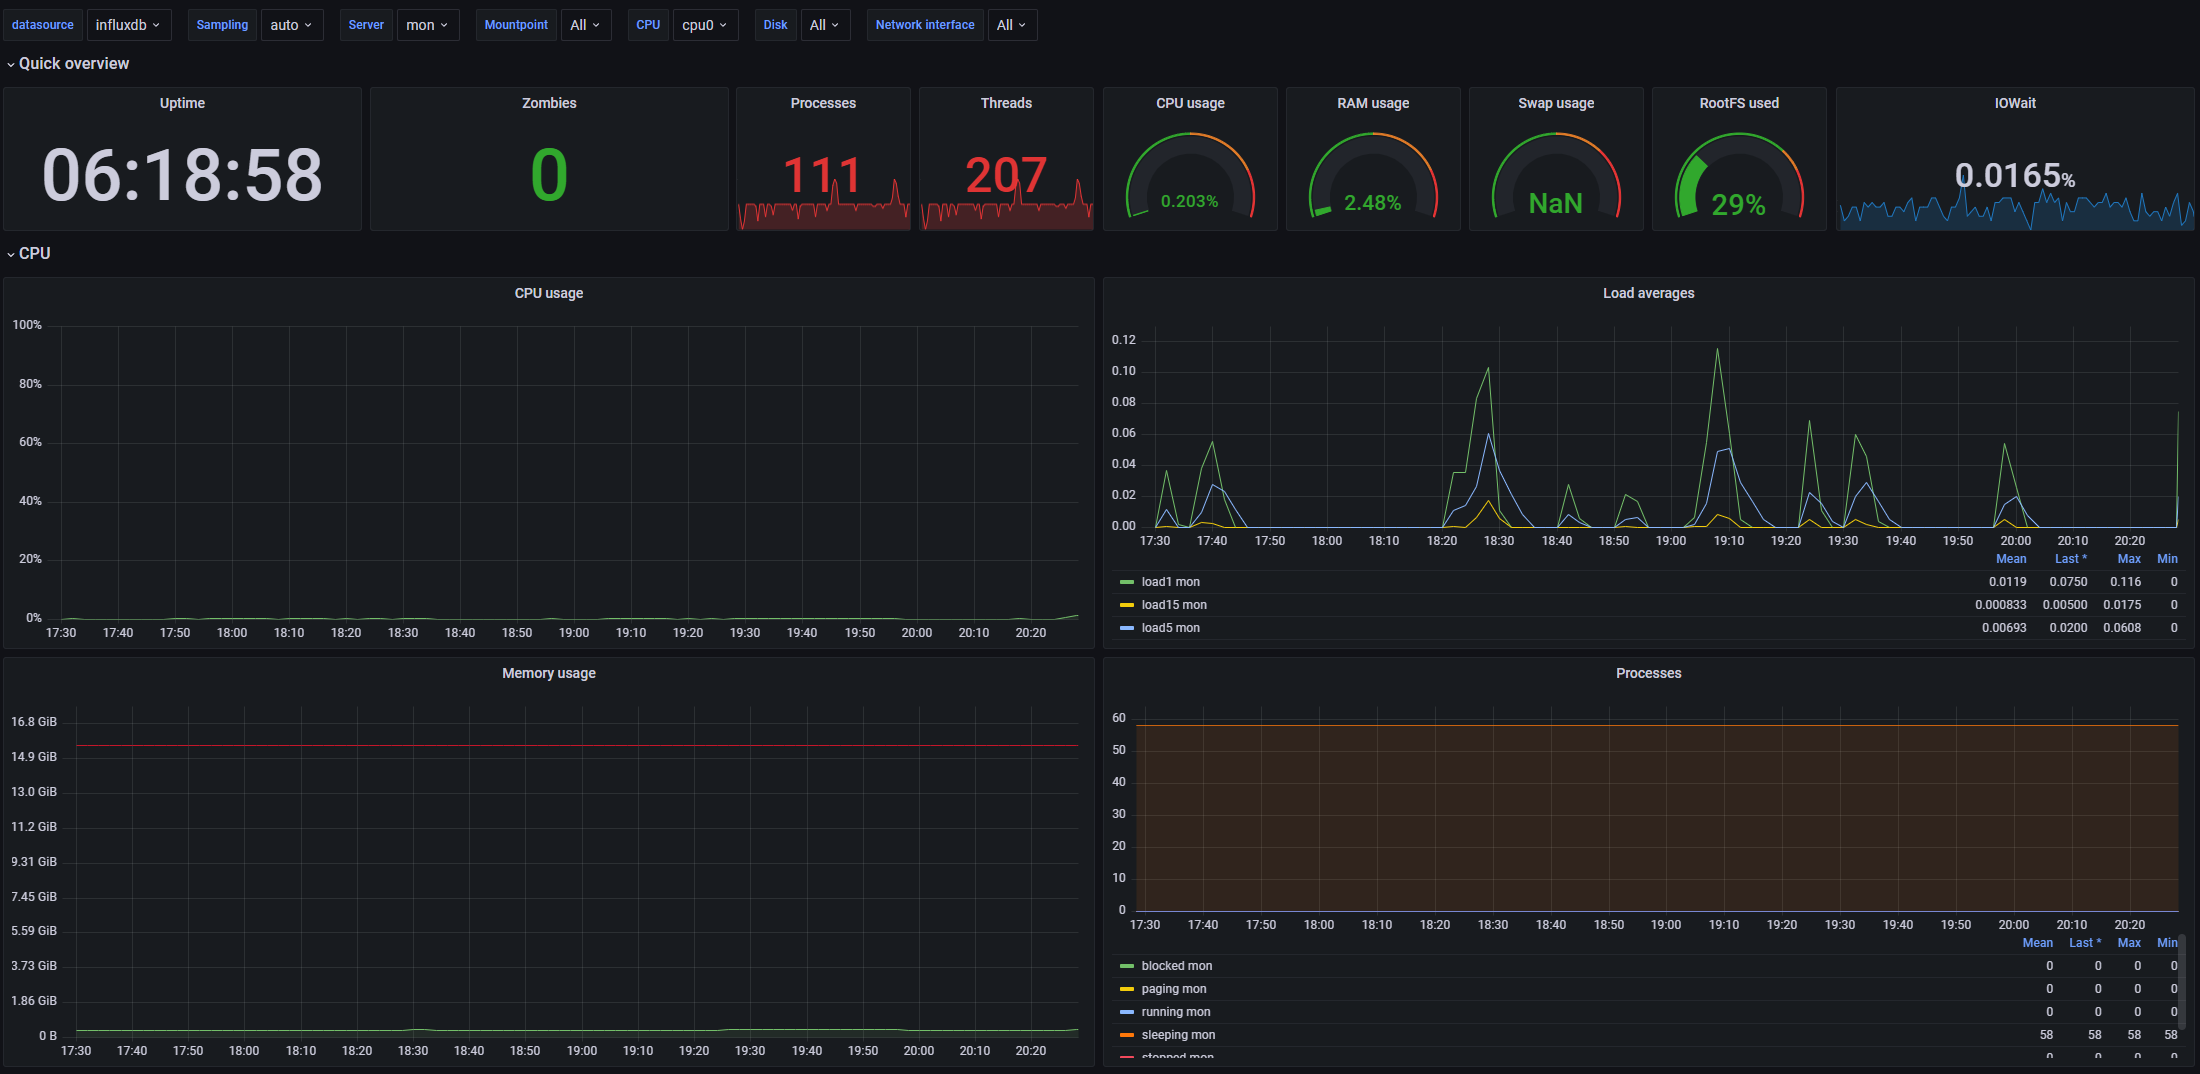 datasource influxdb Sampling auto Server mon Mountpoint All CPU cpu0 Disk All Network interface All
Quick overview
Uptime Zombies Processes Threads CPU usage RAM usage Swap usage RootFS used IOWait
06:18:58 0 111 207 0.203% 2.48% NaN 29% 0.0165%
CPU
CPU usage
100%
80%
60%
40%
20%
0%
17:30 17:40 17:50 18:00 18:10 18:20 18:30 18:40 18:50 19:00 19:10 19:20 19:30 19:40 19:50 20:00 20:10 20:20
Load averages
0.12
0.10
0.08
0.06
0.04
0.02
0.00
17:30 17:40 17:50 18:00 18:10 18:20 18:30 18:40 18:50 19:00 19:10 19:20 19:30 19:40 19:50 20:00 20:10 20:20
Mean Last * Max Min
load1 mon 0.0119 0.0750 0.116 0
load15 mon 0.000833 0.00500 0.0175 0
load5 mon 0.00693 0.0200 0.0608 0
Memory usage
16.8 GiB
14.9 GiB
13.0 GiB
11.2 GiB
9.31 GiB
7.45 GiB
5.59 GiB
3.73 GiB
1.86 GiB
0 B
17:30 17:40 17:50 18:00 18:10 18:20 18:30 18:40 18:50 19:00 19:10 19:20 19:30 19:40 19:50 20:00 20:10 20:20
Processes
60
50
40
30
20
10
0
17:30 17:40 17:50 18:00 18:10 18:20 18:30 18:40 18:50 19:00 19:10 19:20 19:30 19:40 19:50 20:00 20:10 20:20
Mean Last * Max Min
blocked mon 0 0 0 0
paging mon 0 0 0 0
running mon 0 0 0 0
sleeping mon 58 58 58 58
stopped mon 0 0 0 0